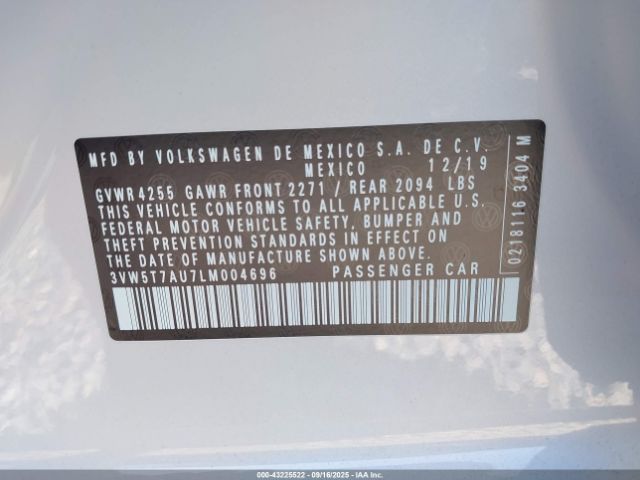 MFD BY VOLKSWAGEN DE MEXICO S.A. DE C.V.
MEXICO 12/19
GVWR 4255 GAWR FRONT 2271 / REAR 2094 LBS
THIS VEHICLE CONFORMS TO ALL APPLICABLE U.S.
FEDERAL MOTOR VEHICLE SAFETY, BUMPER AND
THEFT PREVENTION STANDARDS IN EFFECT ON
THE DATE OF MANUFACTURE SHOWN ABOVE.
3VW5T7AU7LM004696 PASSENGER CAR
0218116 3404 M
000-43225522 - 09/16/2025 - IAAI.com